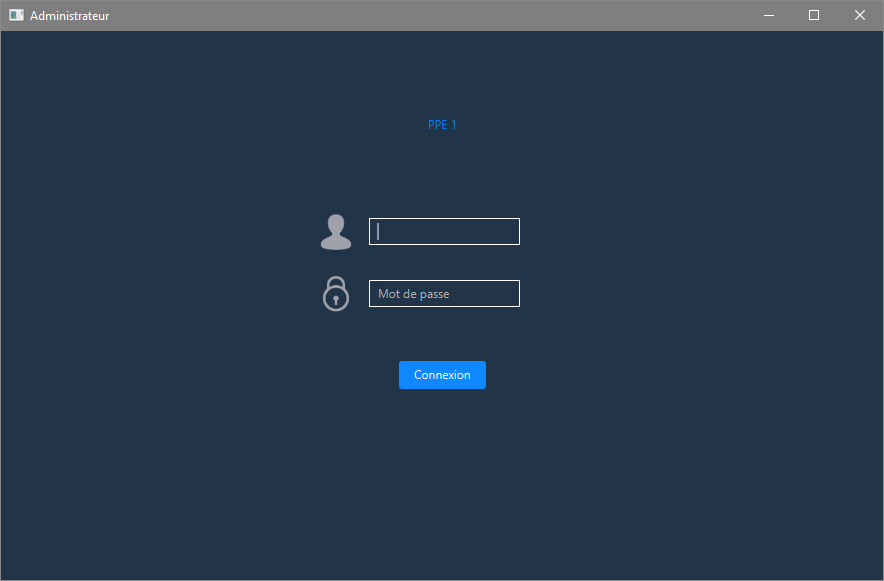 Administrateur
PPE 1
Mot de passe
Connexion